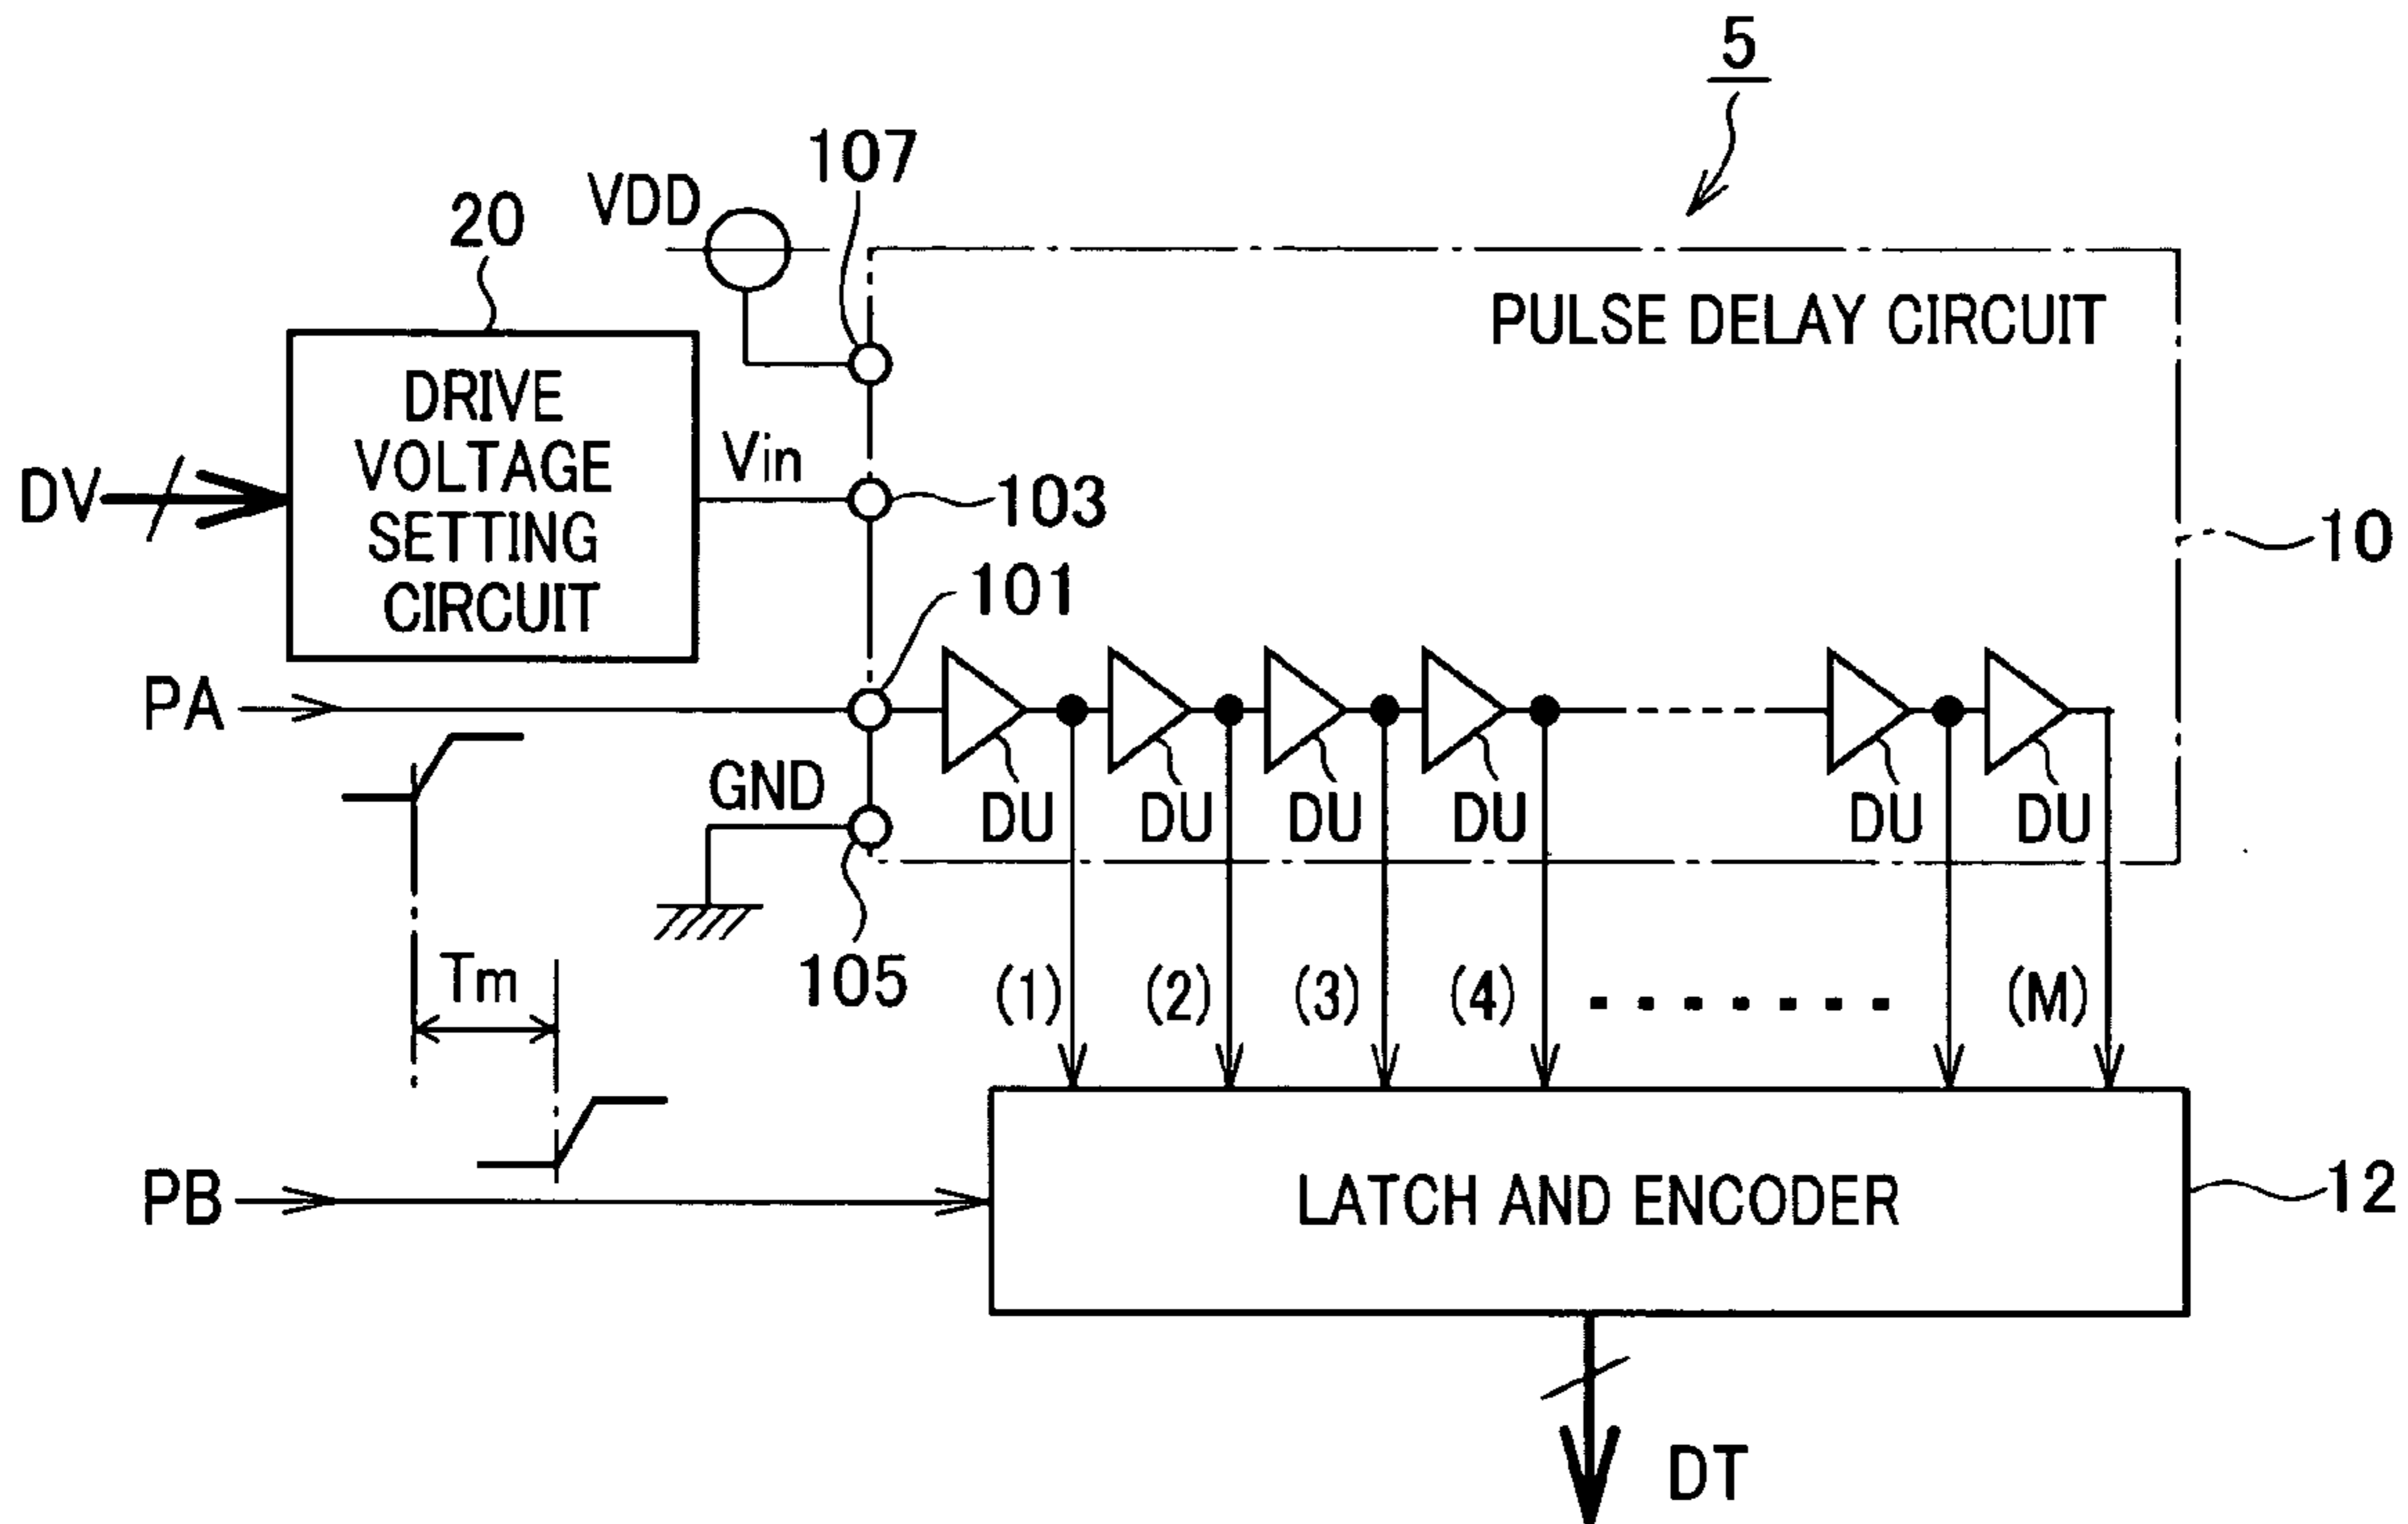 5
107
VDD
20
PULSE DELAY CIRCUIT
DRIVE
VOLTAGE
SETTING
CIRCUIT
DV
Vin
103
10
101
PA
GND
DU
DU
DU
DU
DU
DU
105
Tm
(1)
(2)
(3)
(4)
(M)
PB
LATCH AND ENCODER
12
DT